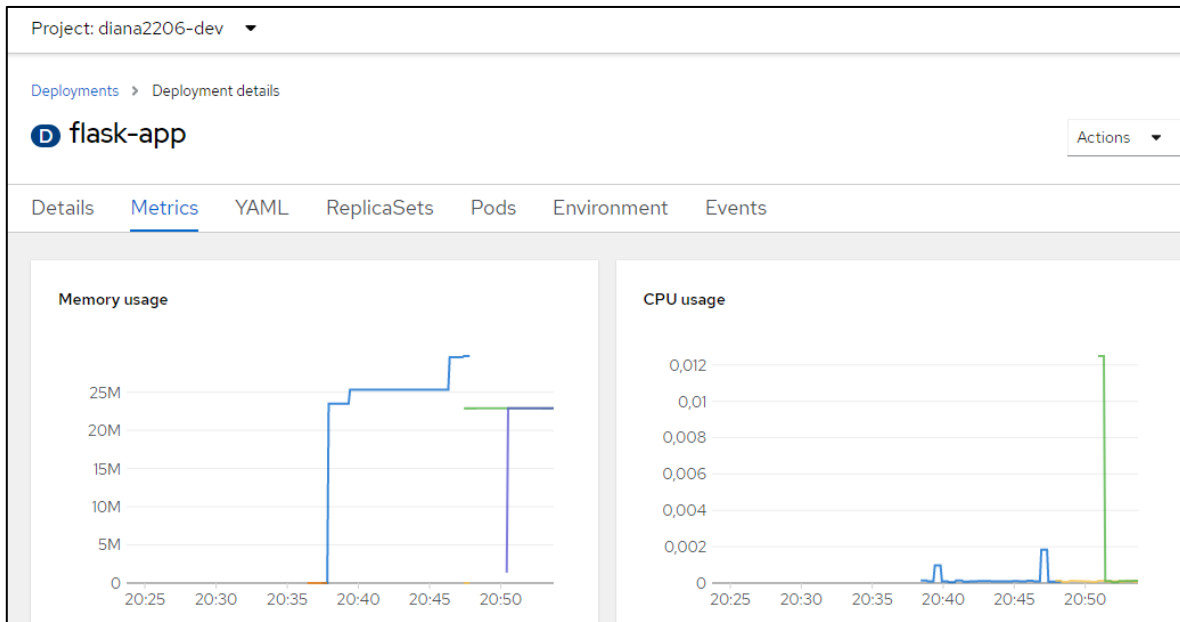 Project: diana2206-dev
Deployments > Deployment details
D flask-app
Actions
Details Metrics YAML ReplicaSets Pods Environment Events
Memory usage
25M
20M
15M
10M
5M
0
20:25 20:30 20:35 20:40 20:45 20:50
CPU usage
0,012
0,01
0,008
0,006
0,004
0,002
0
20:25 20:30 20:35 20:40 20:45 20:50